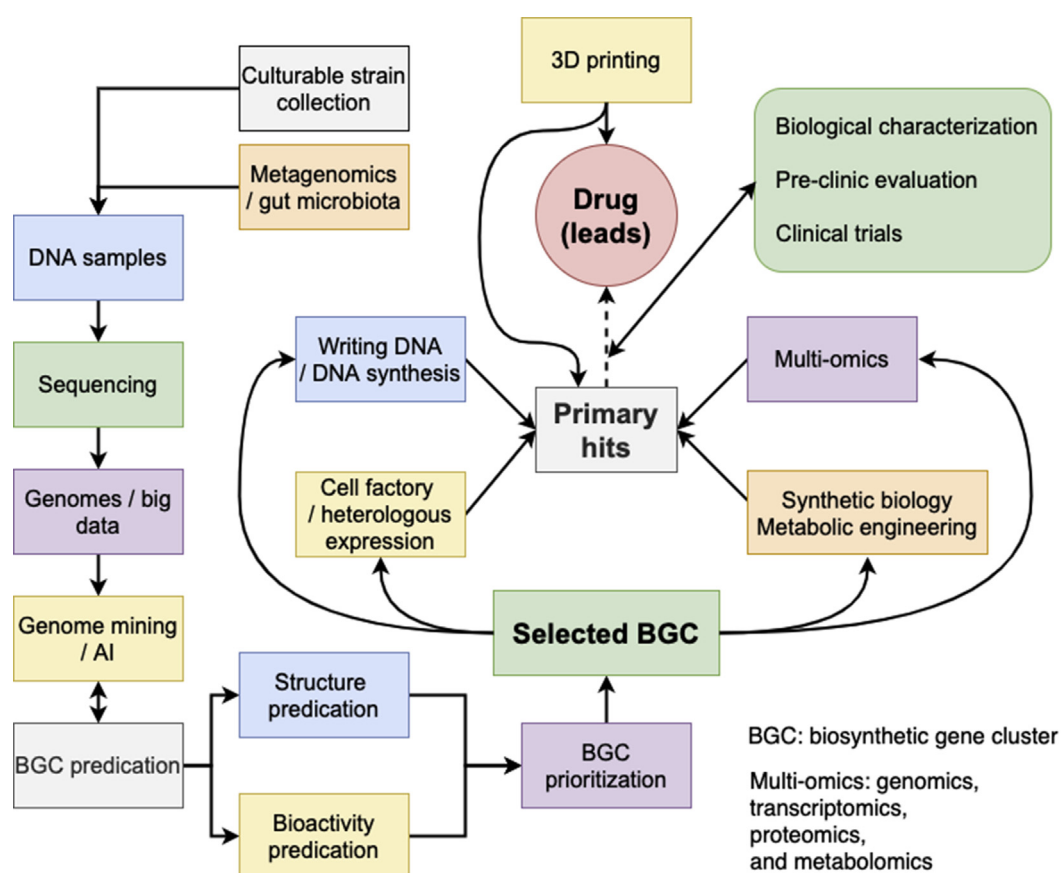 Culturable strain
collection
Metagenomics
/ gut microbiota
DNA samples
Sequencing
Genomes / big
data
Genome mining
/ AI
BGC predication
Structure
predication
Bioactivity
predication
BGC
prioritization
Selected BGC
Writing DNA
/ DNA synthesis
Cell factory
/ heterologous
expression
Multi-omics
Synthetic biology
Metabolic engineering
Primary
hits
3D printing
Drug
(leads)
Biological characterization
Pre-clinic evaluation
Clinical trials
BGC: biosynthetic gene cluster
Multi-omics: genomics,
transcriptomics,
proteomics,
and metabolomics